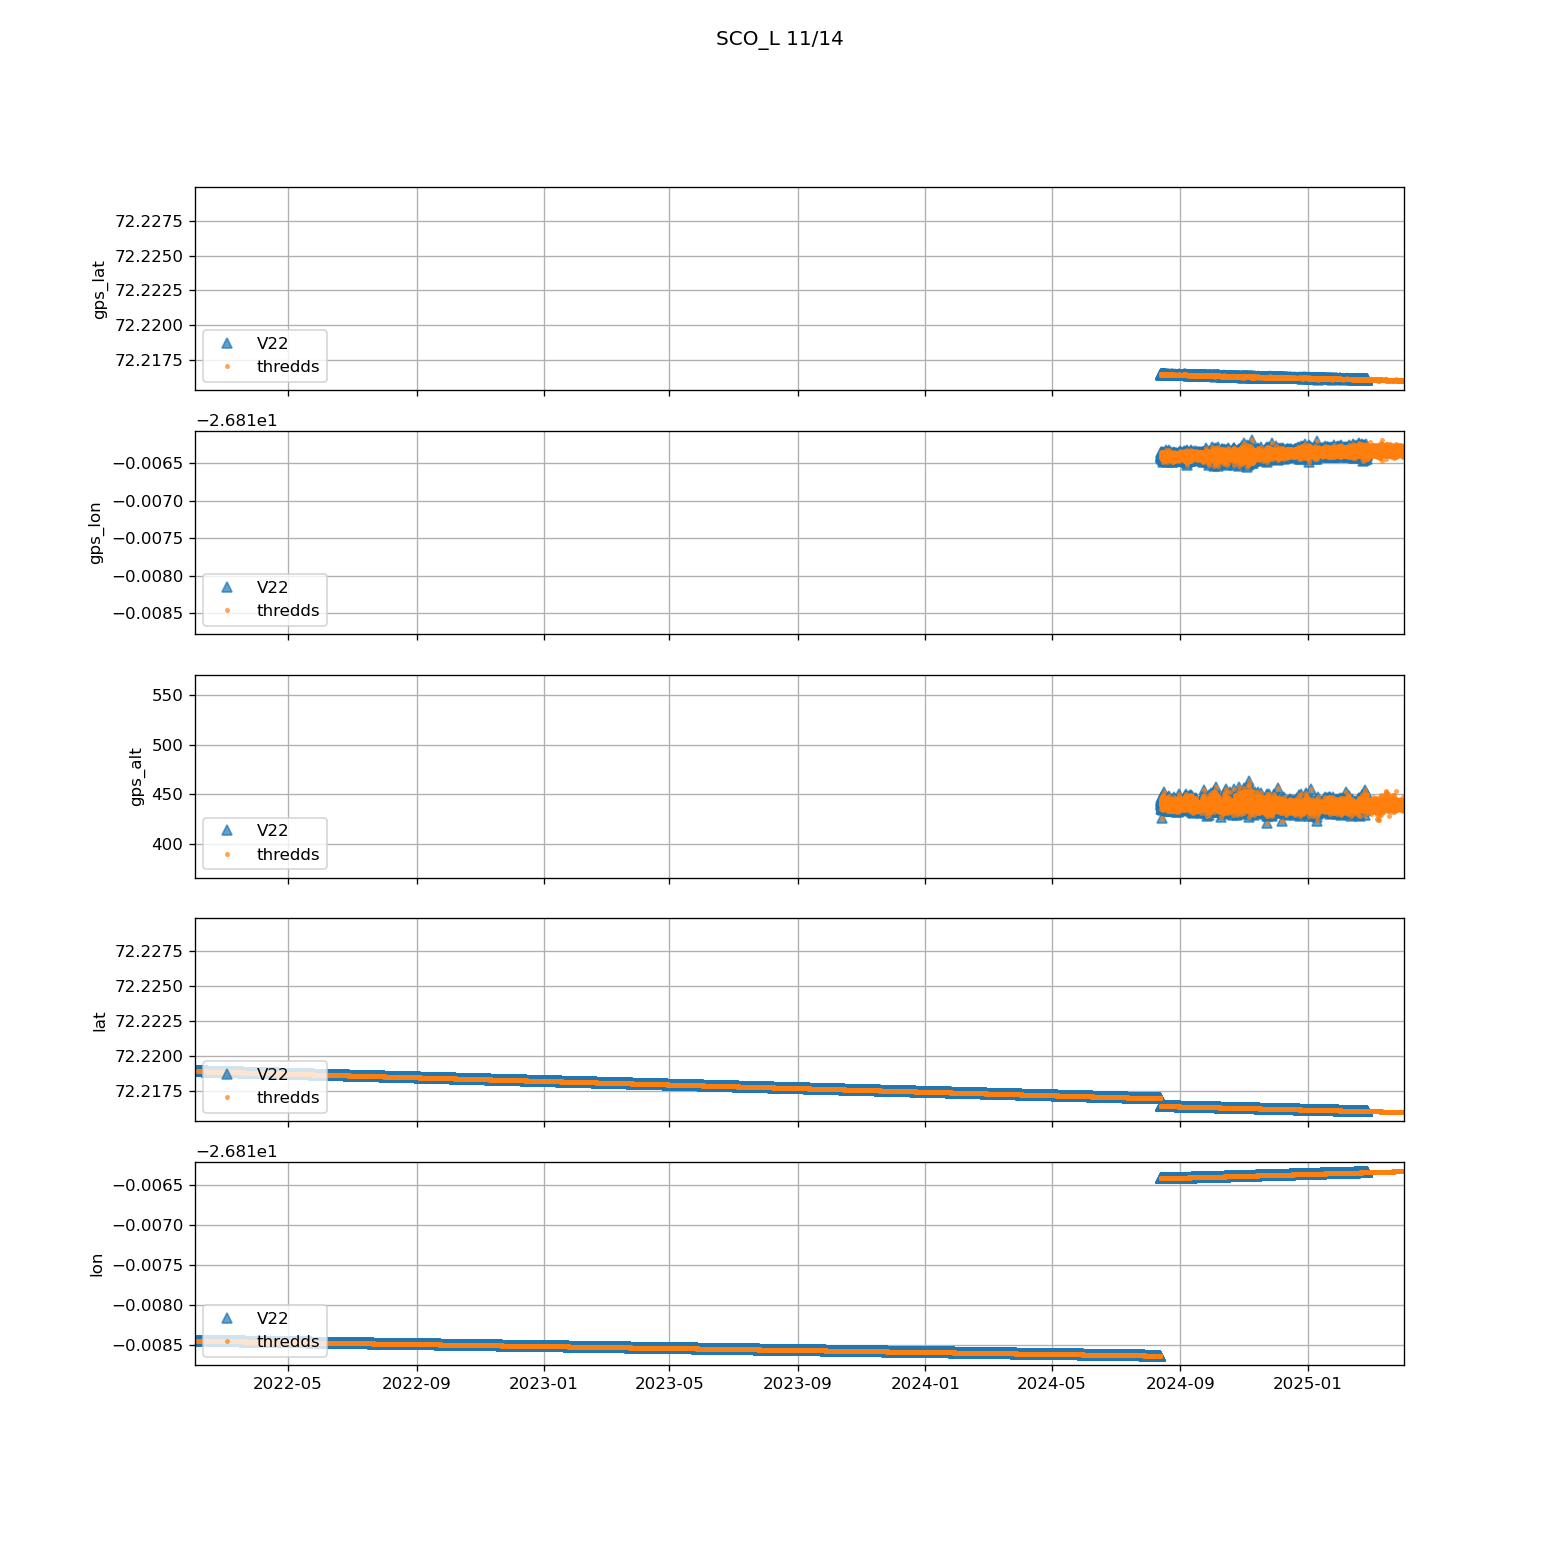 SCO_L 11/14
gps_lat
72.2275
72.2250
72.2225
72.2200
72.2175
V22
thredds
−2.681e1
gps_lon
−0.0065
−0.0070
−0.0075
−0.0080
−0.0085
V22
thredds
gps_alt
550
500
450
400
V22
thredds
lat
72.2275
72.2250
72.2225
72.2200
72.2175
V22
thredds
−2.681e1
lon
−0.0065
−0.0070
−0.0075
−0.0080
−0.0085
V22
thredds
2022-05 2022-09 2023-01 2023-05 2023-09 2024-01 2024-05 2024-09 2025-01